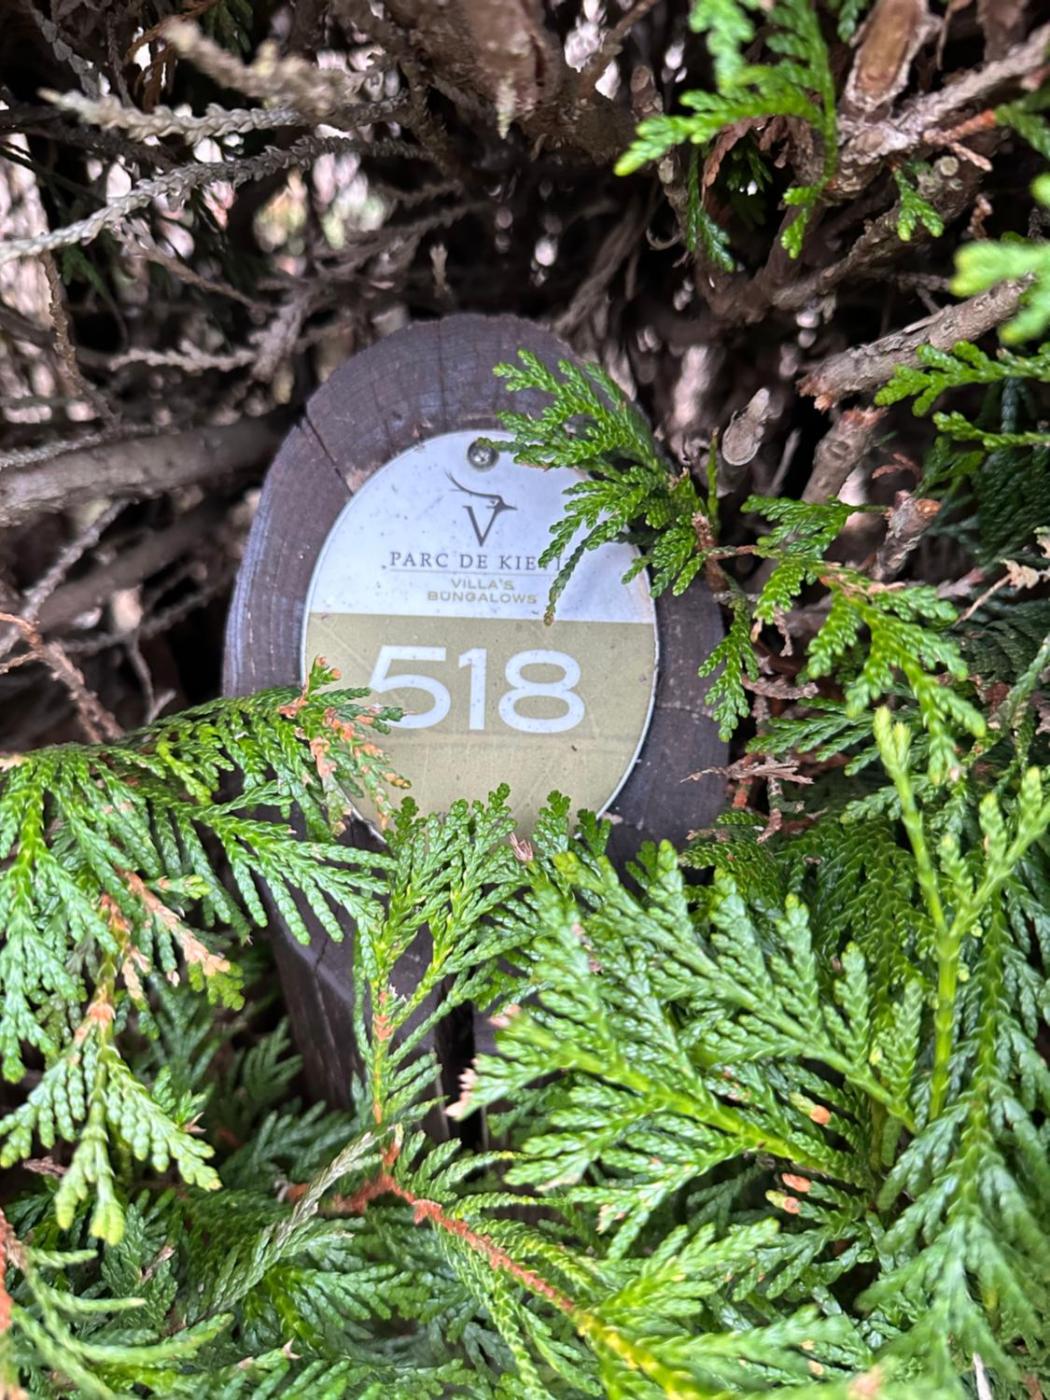 PARC DE
VILLA'S
BUNGALOWS
518